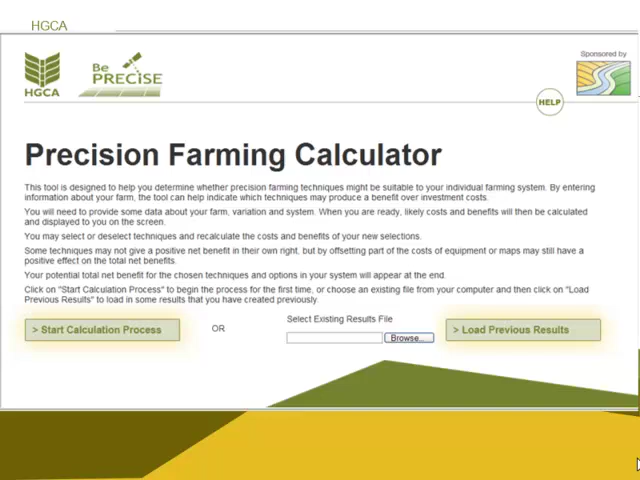 HGCA
HGCA
Be
PRECISE
Sponsored by
HELP
Precision Farming Calculator
This tool is designed to help you determine whether precision farming techniques might be suitable to your individual farming system. By entering
information about your farm, the tool can help indicate which techniques may produce a benefit over investment costs.
You will need to provide some data about your farm, variation and system. When you are ready, likely costs and benefits will then be calculated
and displayed to you on the screen.
You may select or deselect techniques and recalculate the costs and benefits of your new selections.
Some techniques may not give a positive net benefit in their own right, but by offsetting part of the costs of equipment or maps may still have a
positive effect on the total net benefits.
Your potential total net benefit for the chosen techniques and options in your system will appear at the end.
Click on "Start Calculation Process" to begin the process for the first time, or choose an existing file from your computer and then click on "Load
Previous Results" to load in some results that you have created previously.
Select Existing Results File
> Start Calculation Process
OR
Browse...
> Load Previous Results